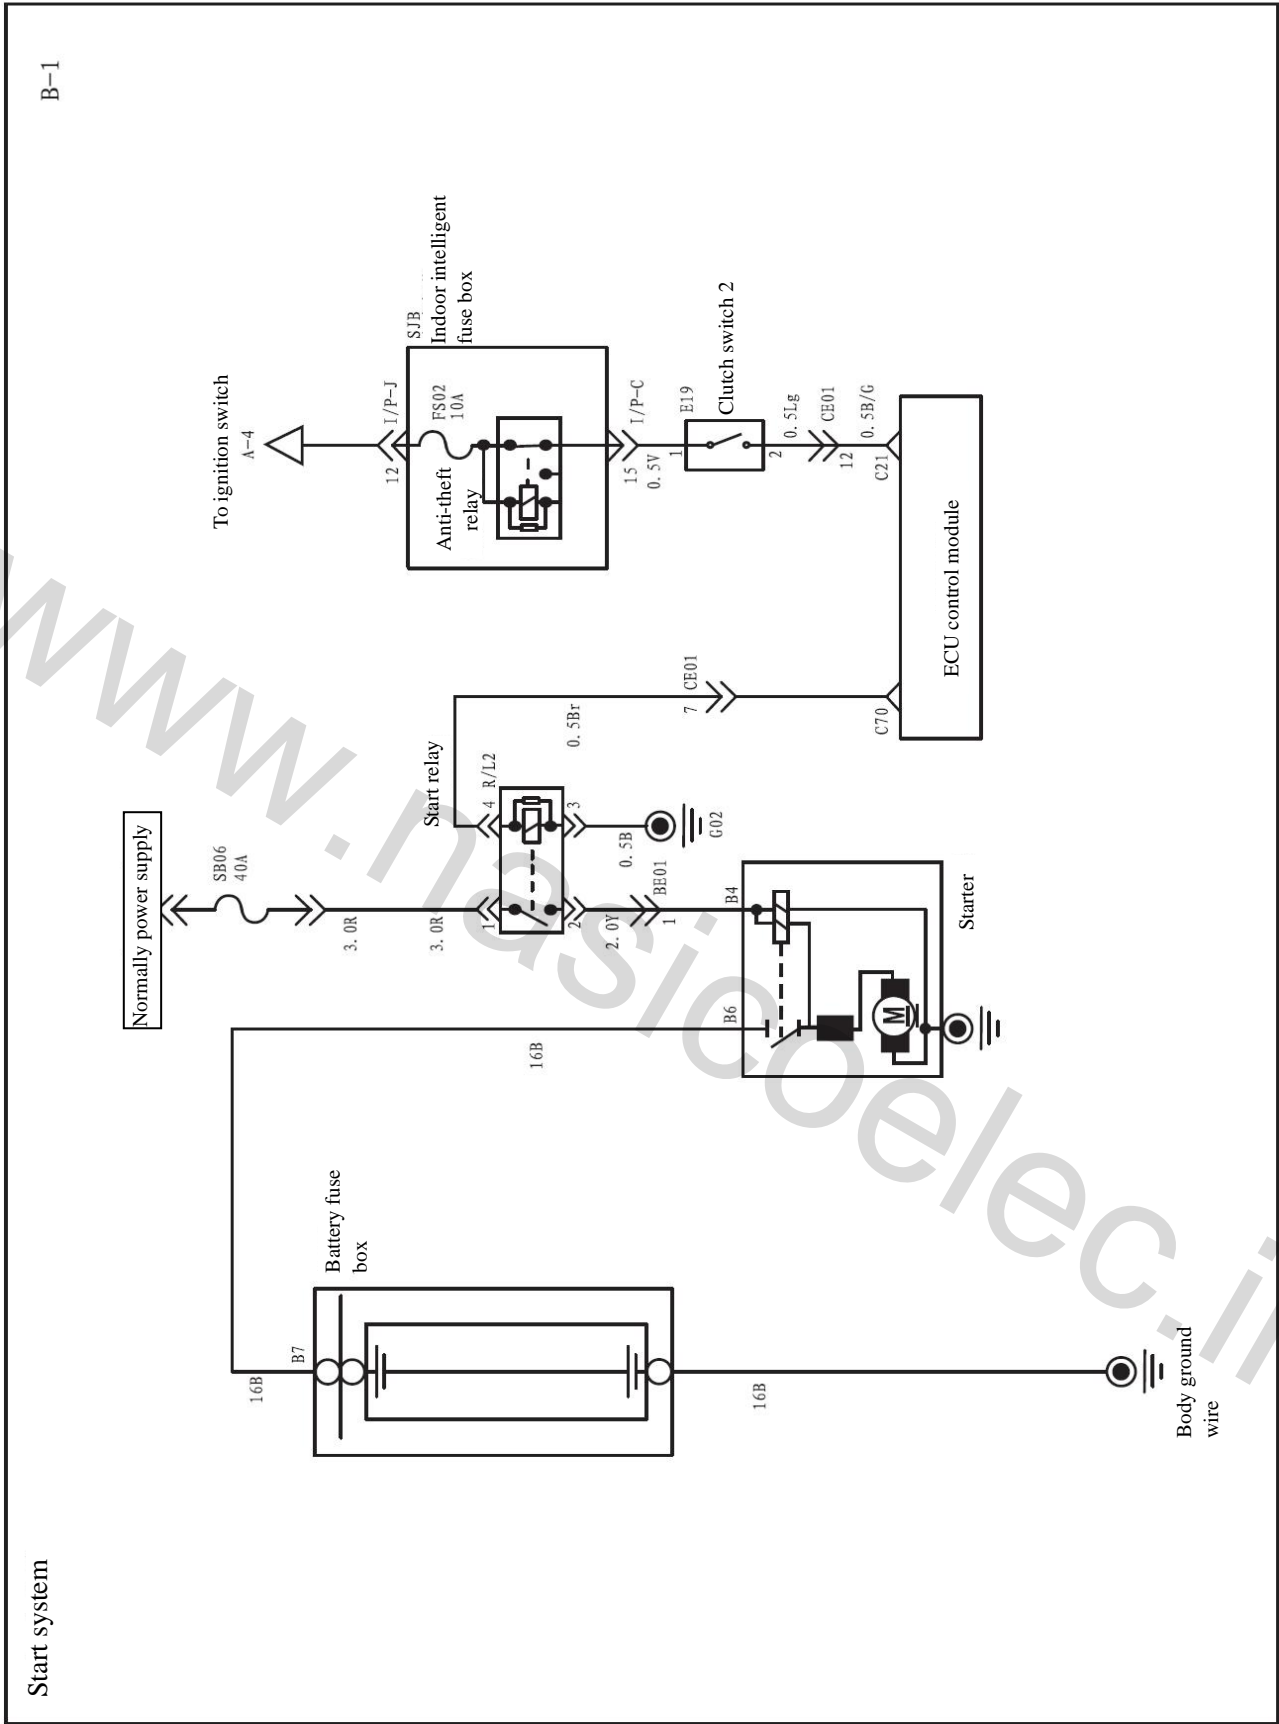 Start system
B-1
Normally power supply
SB06
40A
3.0R
3.0R
To ignition switch
A-4
12
I/P-J
SJB
Indoor intelligent
fuse box
FS02
10A
Anti-theft
relay
15
I/P-C
0.5V
1
E19
Clutch switch 2
2
0.5Lg
12
CE01
0.5B/G
C21
ECU control module
C70
7
CE01
0.5Br
Start relay
4
R/L2
1
2
3
0.5B
G02
2.0Y
1
BE01
B4
B6
M
Starter
16B
Battery fuse
box
B7
16B
16B
Body ground
wire
www.nasicoelec.ir